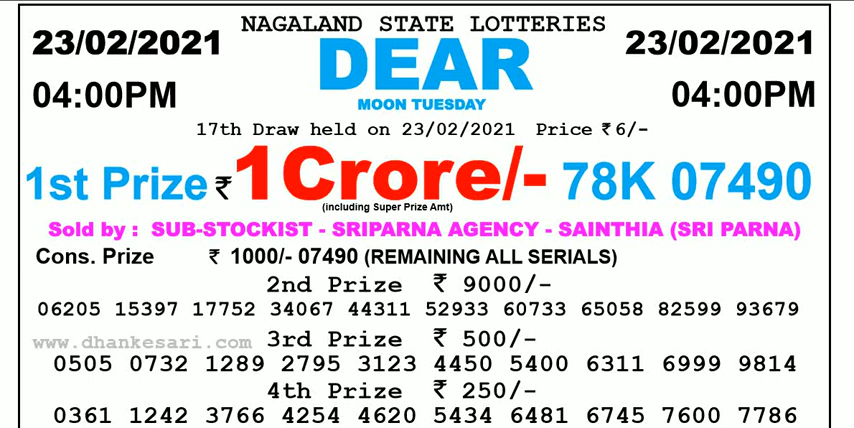 NAGALAND STATE LOTTERIES
23/02/2021 DEAR 23/02/2021
04:00PM MOON TUESDAY 04:00PM
17th Draw held on 23/02/2021 Price ₹ 6/-
1st Prize ₹ 1Crore/- 78K 07490
(including Super Prize Amt)
Sold by : SUB-STOCKIST - SRIPARNA AGENCY - SAINTHIA (SRI PARNA)
Cons. Prize ₹ 1000/- 07490 (REMAINING ALL SERIALS)
2nd Prize ₹ 9000/-
06205 15397 17752 34067 44311 52933 60733 65058 82599 93679
www.dhankesari.com 3rd Prize ₹ 500/-
0505 0732 1289 2795 3123 4450 5400 6311 6999 9814
4th Prize ₹ 250/-
0361 1242 3766 4254 4620 5434 6481 6745 7600 7786